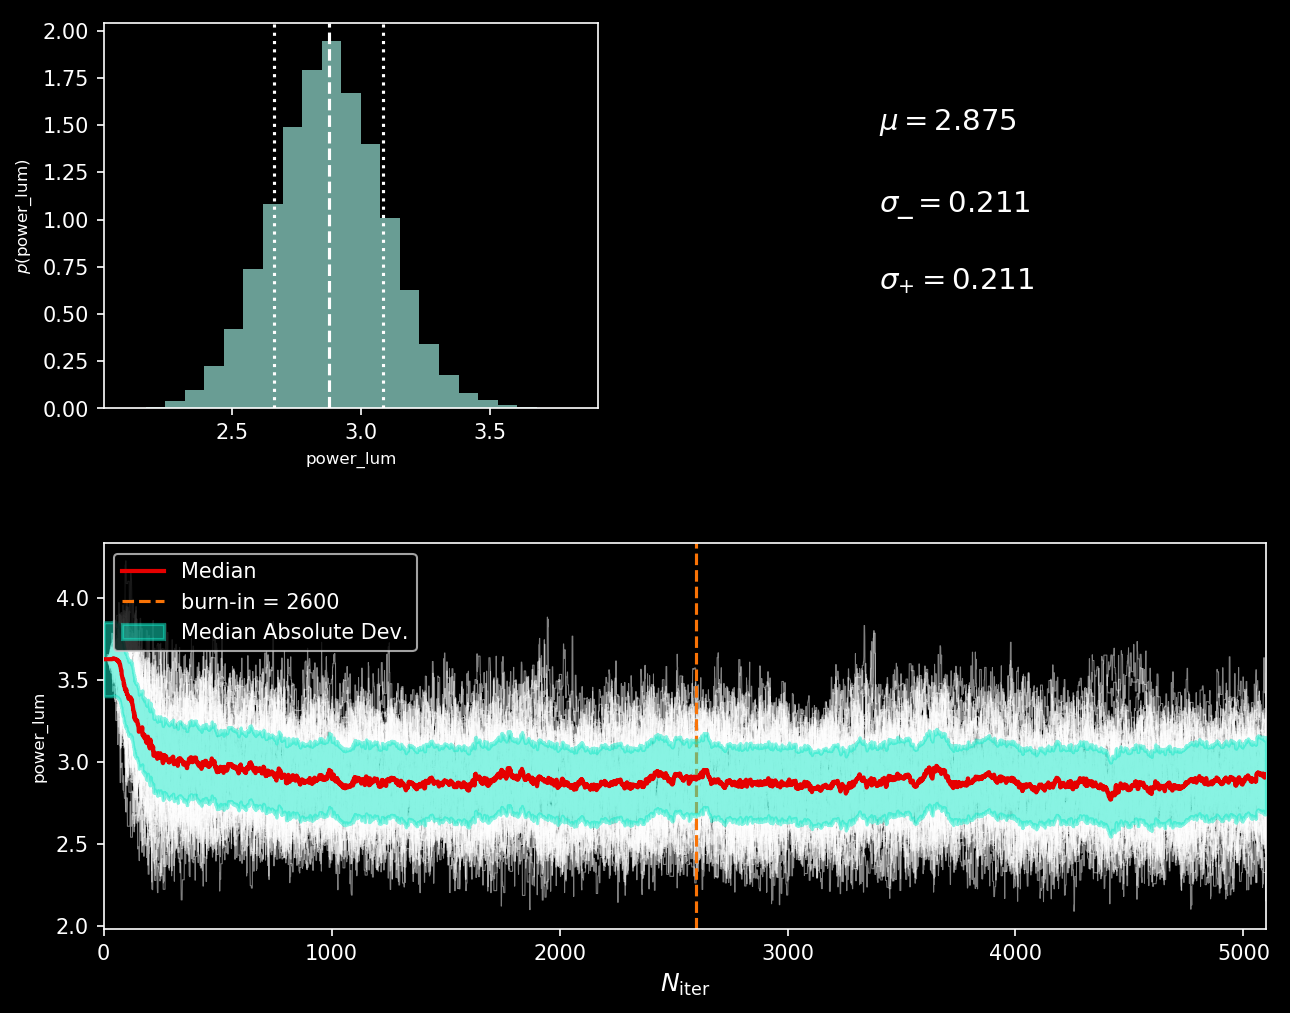 2.00
1.75
1.50
1.25
1.00
0.75
0.50
0.25
0.00
p(power_lum)
2.5 3.0 3.5
power_lum
μ = 2.875
σ₋ = 0.211
σ₊ = 0.211
Median
burn-in = 2600
Median Absolute Dev.
4.0
3.5
3.0
2.5
2.0
power_lum
0 1000 2000 3000 4000 5000
N_iter